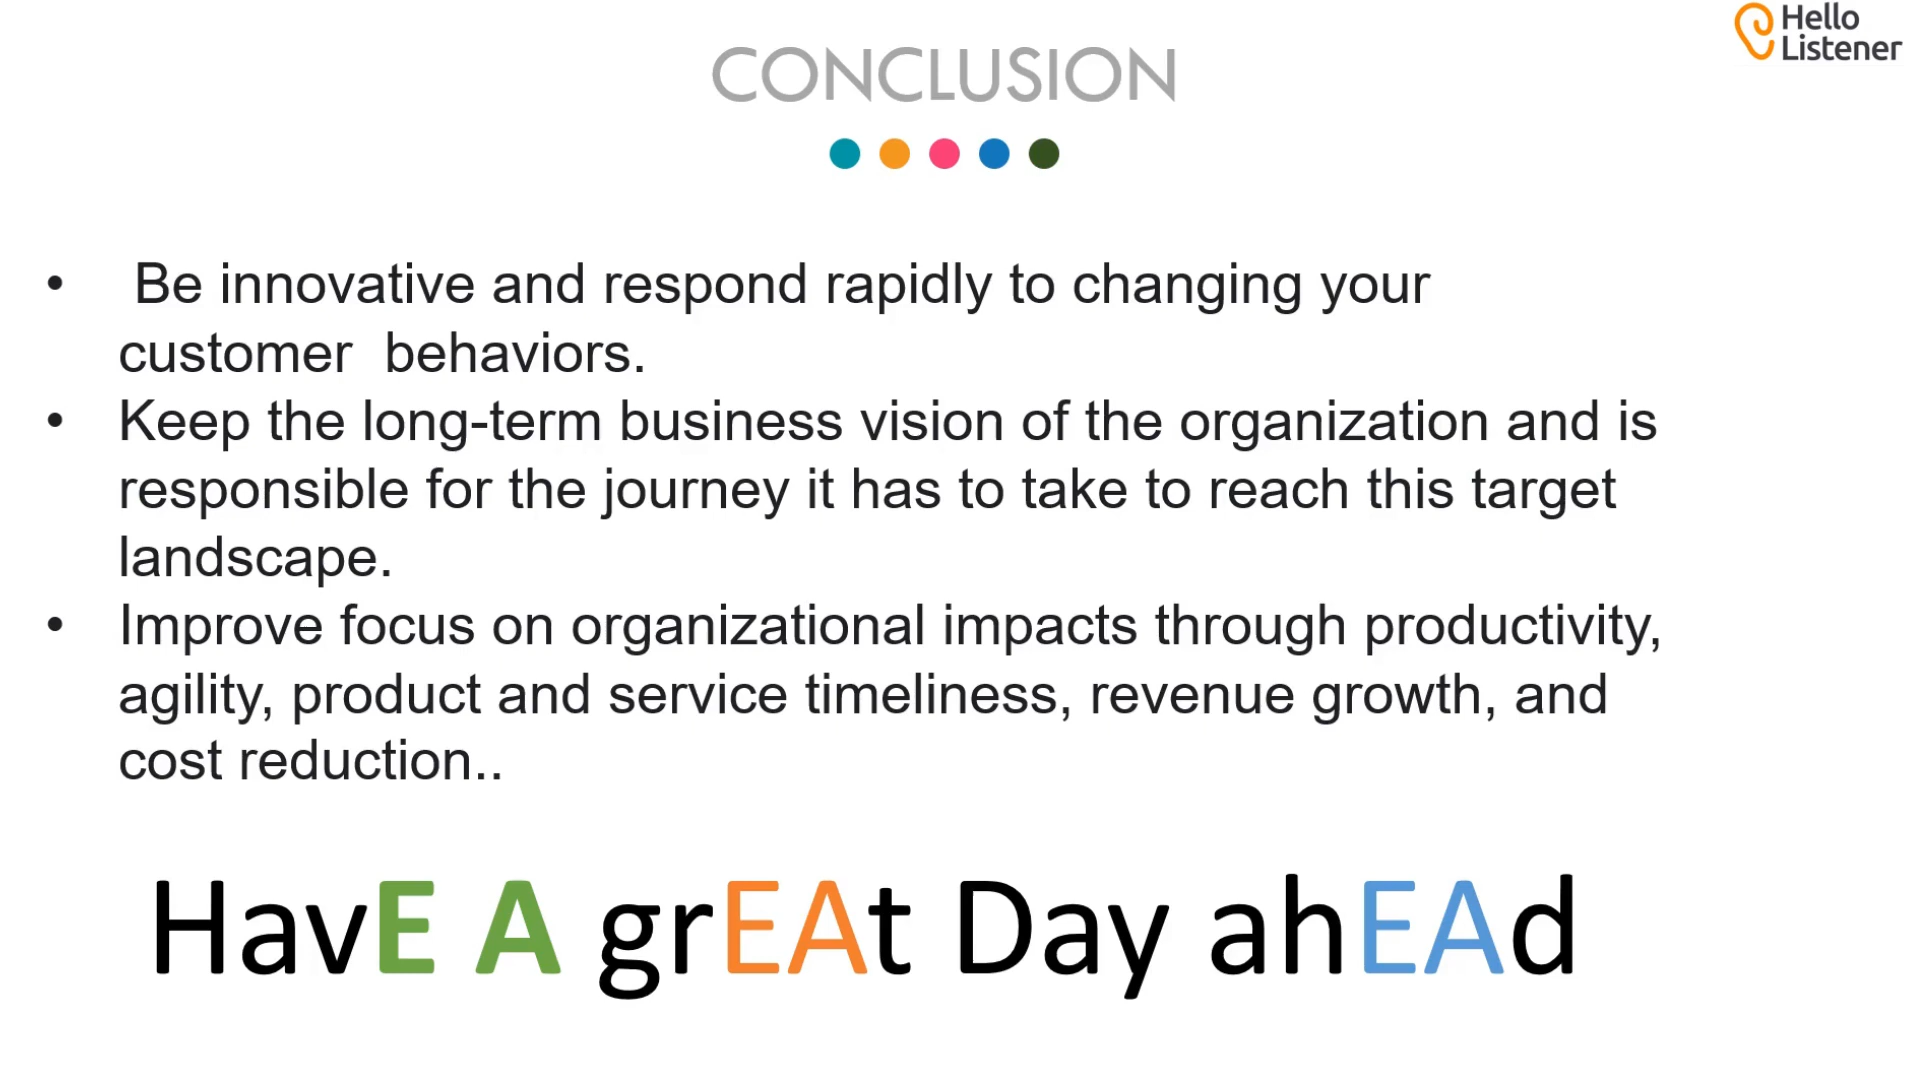 Hello
Listener
CONCLUSION
• Be innovative and respond rapidly to changing your
customer  behaviors.
• Keep the long-term business vision of the organization and is
responsible for the journey it has to take to reach this target
landscape.
• Improve focus on organizational impacts through productivity,
agility, product and service timeliness, revenue growth, and
cost reduction..
HavE A grEAt Day ahEAd